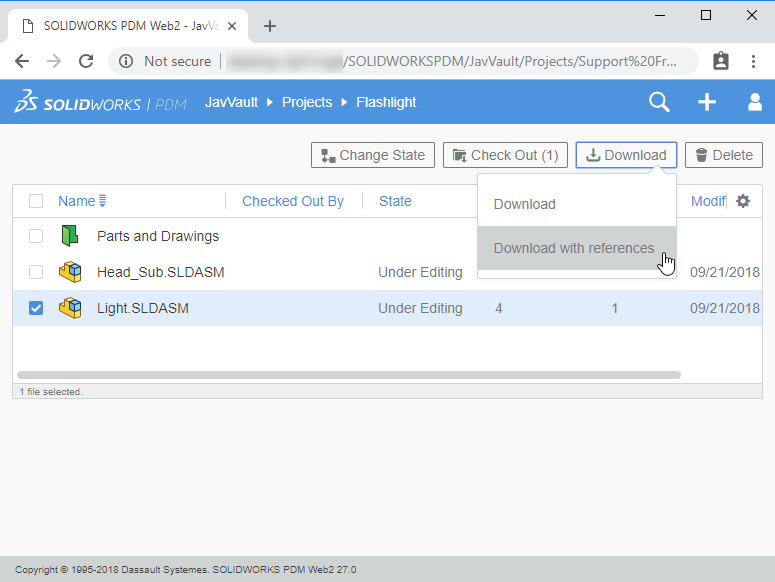 SOLIDWORKS PDM Web2 - JavVa
Not secure /SOLIDWORKSPDM/JavVault/Projects/Support%20Fr...
SOLIDWORKS | PDM JavVault Projects Flashlight
Change State Check Out (1) Download Delete
Name Checked Out By State Modif
Download
Download with references
Parts and Drawings
Head_Sub.SLDASM Under Editing 09/21/2018
Light.SLDASM Under Editing 4 1 09/21/2018
1 file selected.
Copyright © 1995-2018 Dassault Systemes. SOLIDWORKS PDM Web2 27.0